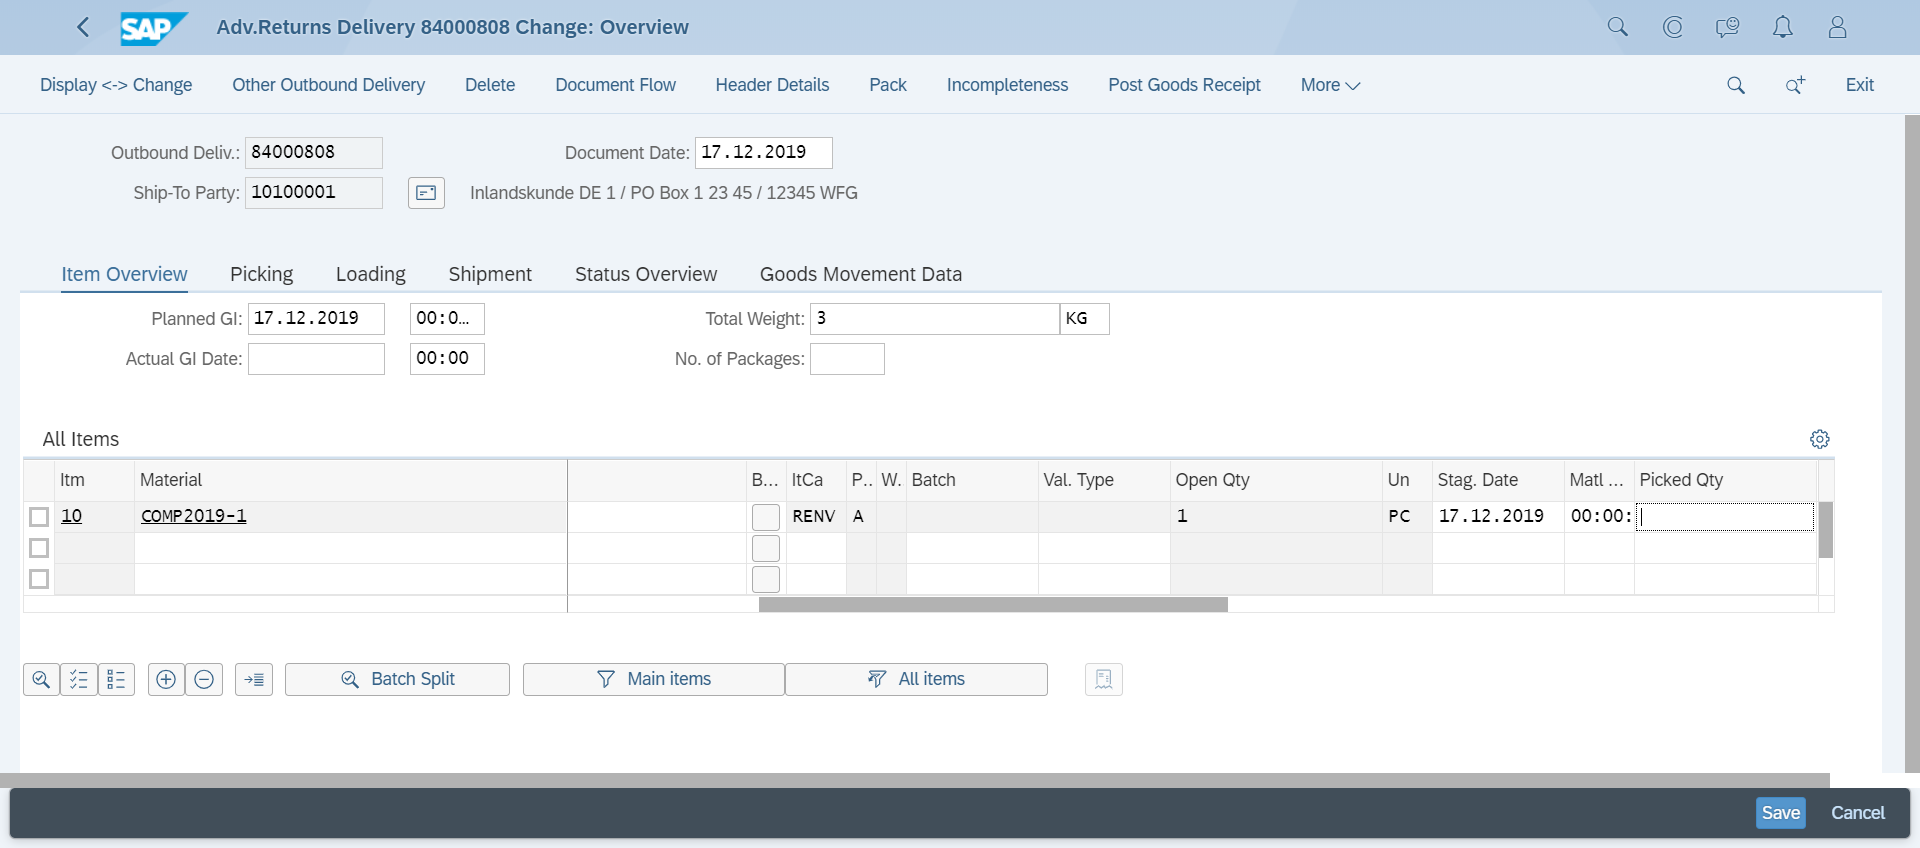 SAP Adv.Returns Delivery 84000808 Change: Overview
Display <-> Change Other Outbound Delivery Delete Document Flow Header Details Pack Incompleteness Post Goods Receipt More Exit
Outbound Deliv.: 84000808 Document Date: 17.12.2019
Ship-To Party: 10100001 Inlandskunde DE 1 / PO Box 1 23 45 / 12345 WFG
Item Overview Picking Loading Shipment Status Overview Goods Movement Data
Planned GI: 17.12.2019 00:0... Total Weight: 3 KG
Actual GI Date: 00:00 No. of Packages:
All Items
Itm Material B... ItCa P.. W. Batch Val. Type Open Qty Un Stag. Date Matl ... Picked Qty
10 COMP2019-1 RENV A 1 PC 17.12.2019 00:00:
Batch Split Main items All items
Save Cancel